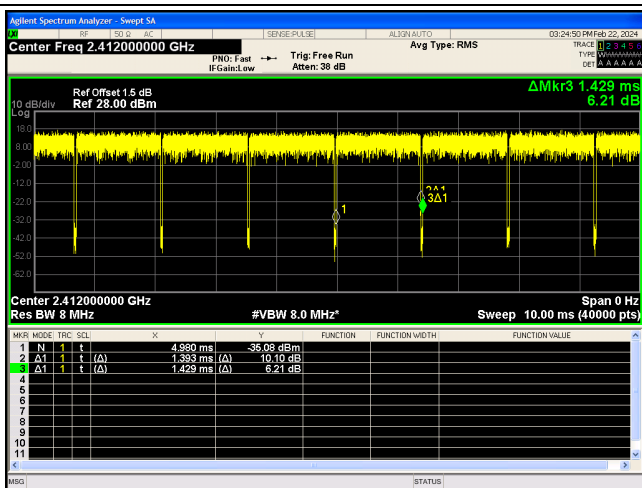 Agilent Spectrum Analyzer - Swept SA
LXI RF 50 Ω AC SENSE:PULSE ALIGN AUTO 03:24:50 PM Feb 22, 2024
Center Freq 2.412000000 GHz
PNO: Fast
IFGain:Low
Trig: Free Run
Atten: 38 dB
Avg Type: RMS
TRACE 1 2 3 4 5 6
TYPE
DET A A A A A A
ΔMkr3 1.429 ms
6.21 dB
Ref Offset 1.5 dB
10 dB/div Ref 28.00 dBm
Log
18.0
8.00
-2.00
-12.0
-22.0
-32.0
-42.0
-52.0
-62.0
1
2Δ1
3Δ1
Center 2.412000000 GHz Span 0 Hz
Res BW 8 MHz #VBW 8.0 MHz* Sweep 10.00 ms (40000 pts)
MKR MODE TRC SCL X Y FUNCTION FUNCTION WIDTH FUNCTION VALUE
1 N 1 t 4.980 ms -35.08 dBm
2 Δ1 1 t (Δ) 1.393 ms (Δ) 10.10 dB
3 Δ1 1 t (Δ) 1.429 ms (Δ) 6.21 dB
4
5
6
7
8
9
10
11
MSG STATUS